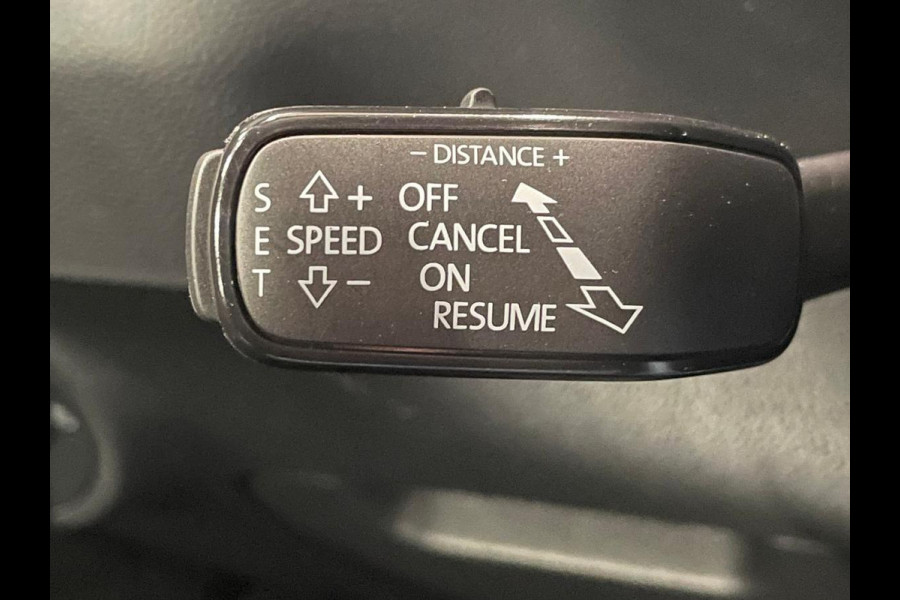 − DISTANCE +
S + OFF
E SPEED CANCEL
T − ON
RESUME